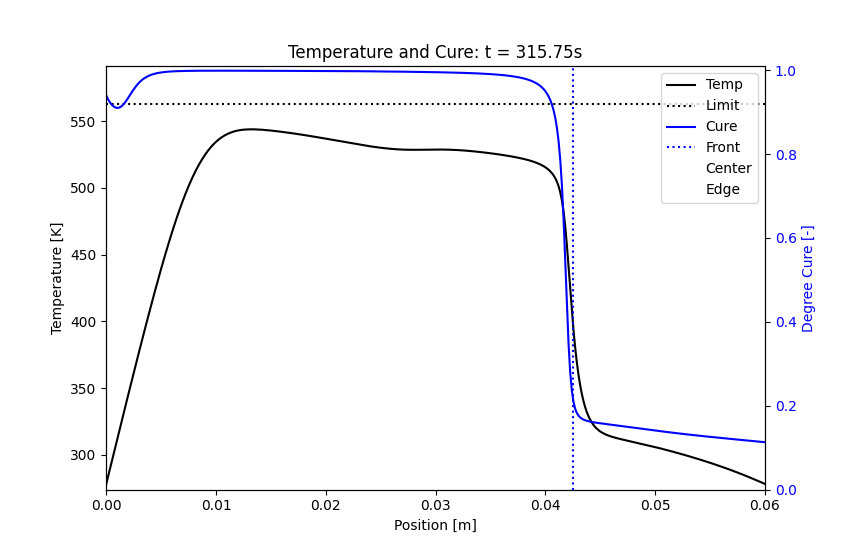 Temperature and Cure: t = 315.75s
Temperature [K]
550
500
450
400
350
300
0.00 0.01 0.02 0.03 0.04 0.05 0.06
Position [m]
1.0
0.8
0.6
0.4
0.2
0.0
Degree Cure [-]
Temp
Limit
Cure
Front
Center
Edge